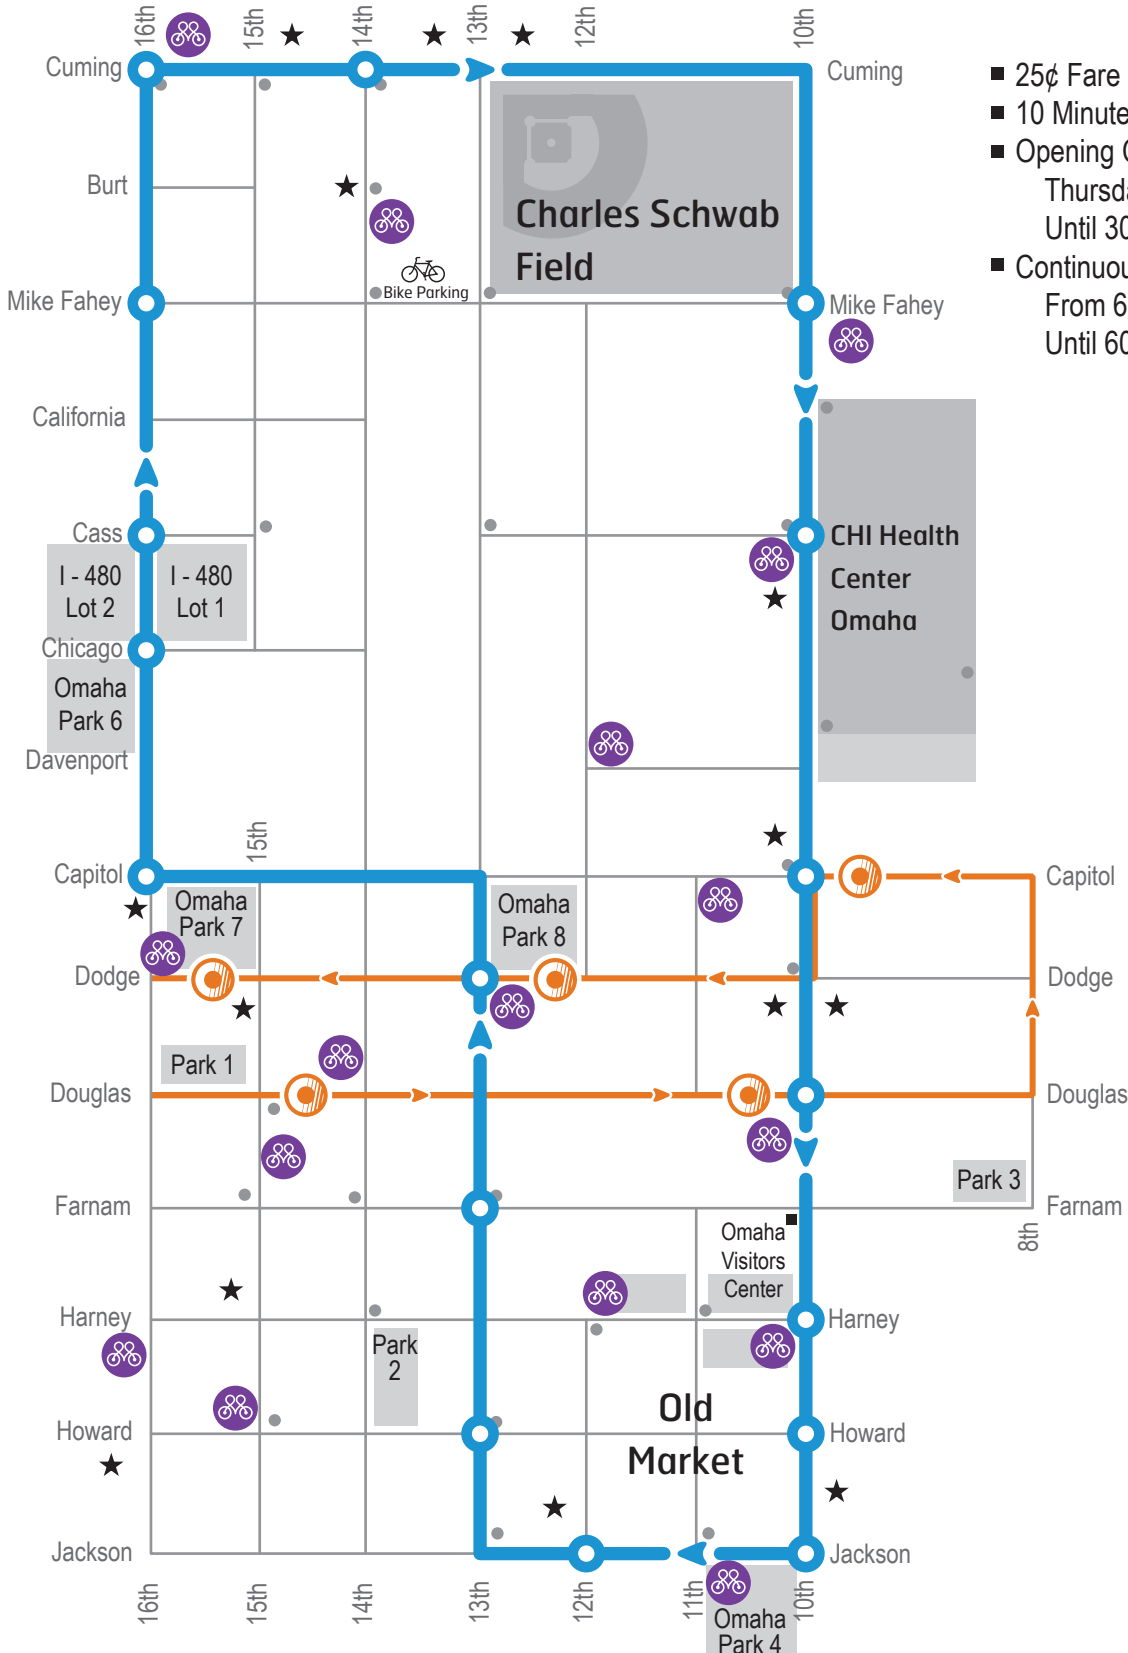 16th
15th
14th
13th
12th
10th
Cuming
Cuming
25¢ Fare
10 Minute
Opening
Thursda
Until 30
Continuou
From 6
Until 60
Burt
Charles Schwab
Field
Bike Parking
Mike Fahey
Mike Fahey
California
Cass
I - 480
Lot 2
I - 480
Lot 1
CHI Health
Center
Omaha
Chicago
Omaha
Park 6
Davenport
15th
Capitol
Capitol
Omaha
Park 7
Omaha
Park 8
Dodge
Dodge
Park 1
Douglas
Douglas
Park 3
Farnam
Farnam
8th
Omaha
Visitors
Center
Harney
Harney
Park
2
Old
Market
Howard
Howard
Jackson
Jackson
16th
15th
14th
13th
12th
11th
10th
Omaha
Park 4